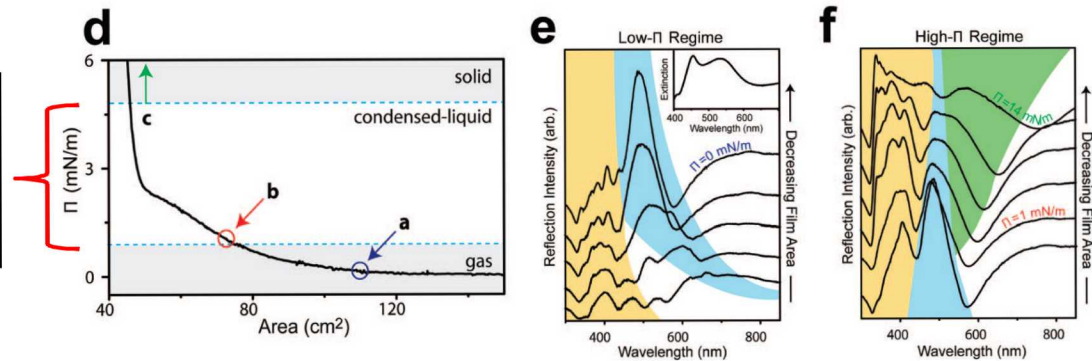 d
6
3
0
Π (mN/m)
solid
condensed-liquid
gas
c
b
a
40
80
120
Area (cm²)
e
Low-Π Regime
Extinction
400
500
600
Wavelength (nm)
Π=0 mN/m
Reflection Intensity (arb.)
400
600
800
Wavelength (nm)
Decreasing Film Area
f
High-Π Regime
Π=14 mN/m
Π=1 mN/m
Reflection Intensity (arb.)
400
600
800
Wavelength (nm)
Decreasing Film Area